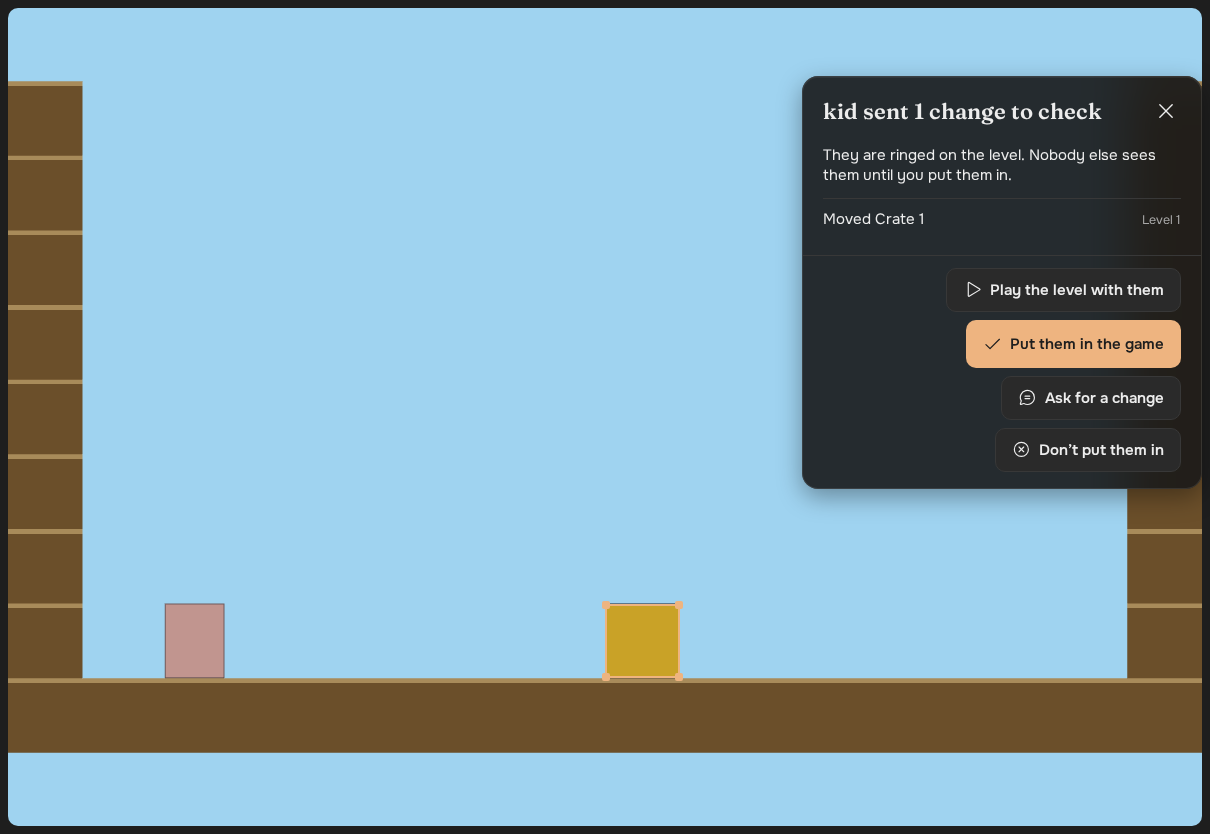 kid sent 1 change to check
They are ringed on the level. Nobody else sees
them until you put them in.
Moved Crate 1
Level 1
Play the level with them
Put them in the game
Ask for a change
Don’t put them in